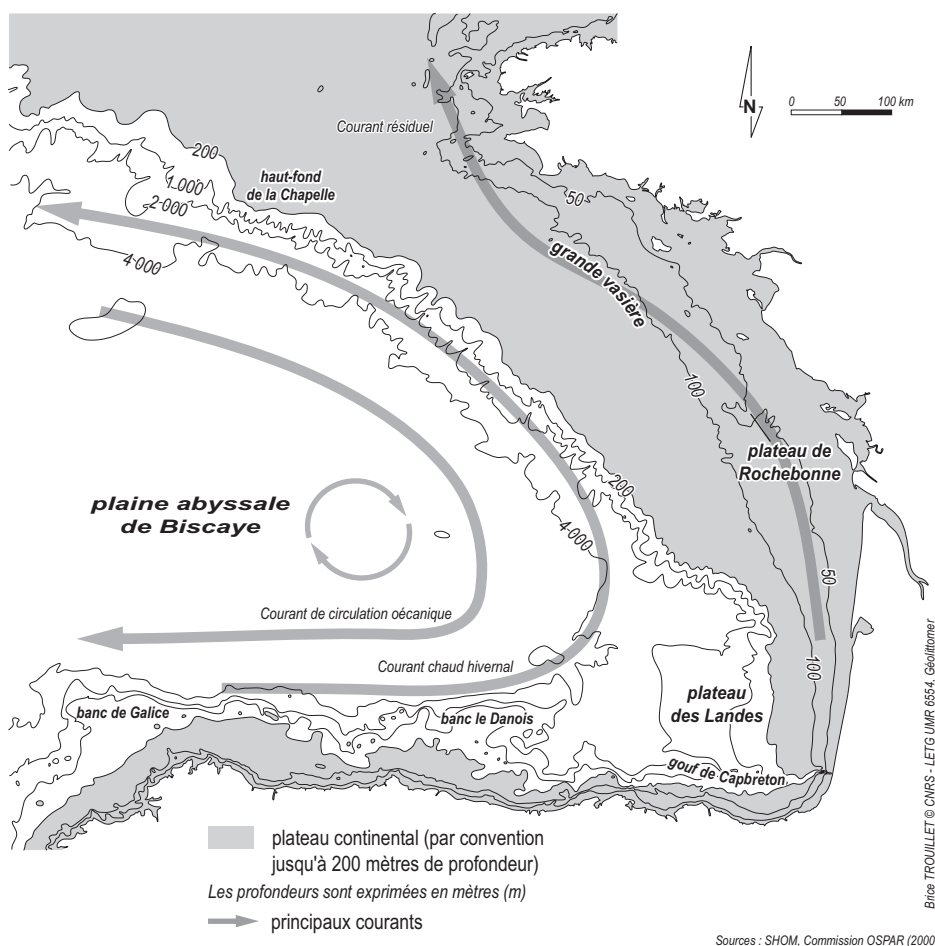 Courant résiduel
N
0 50 100 km
200
haut-fond
de la Chapelle
50
1 000
2 000
4 000
grande vasière
100
plateau de
Rochebonne
200
plaine abyssale
de Biscaye
4 000
50
Courant de circulation oécanique
100
Courant chaud hivernal
plateau
des Landes
banc de Galice
banc le Danois
gouf de Capbreton
plateau continental (par convention
jusqu'à 200 mètres de profondeur)
Les profondeurs sont exprimées en mètres (m)
principaux courants
Brice TROUILLET © CNRS - LETG UMR 6554, Géolittomer
Sources : SHOM, Commission OSPAR (2000